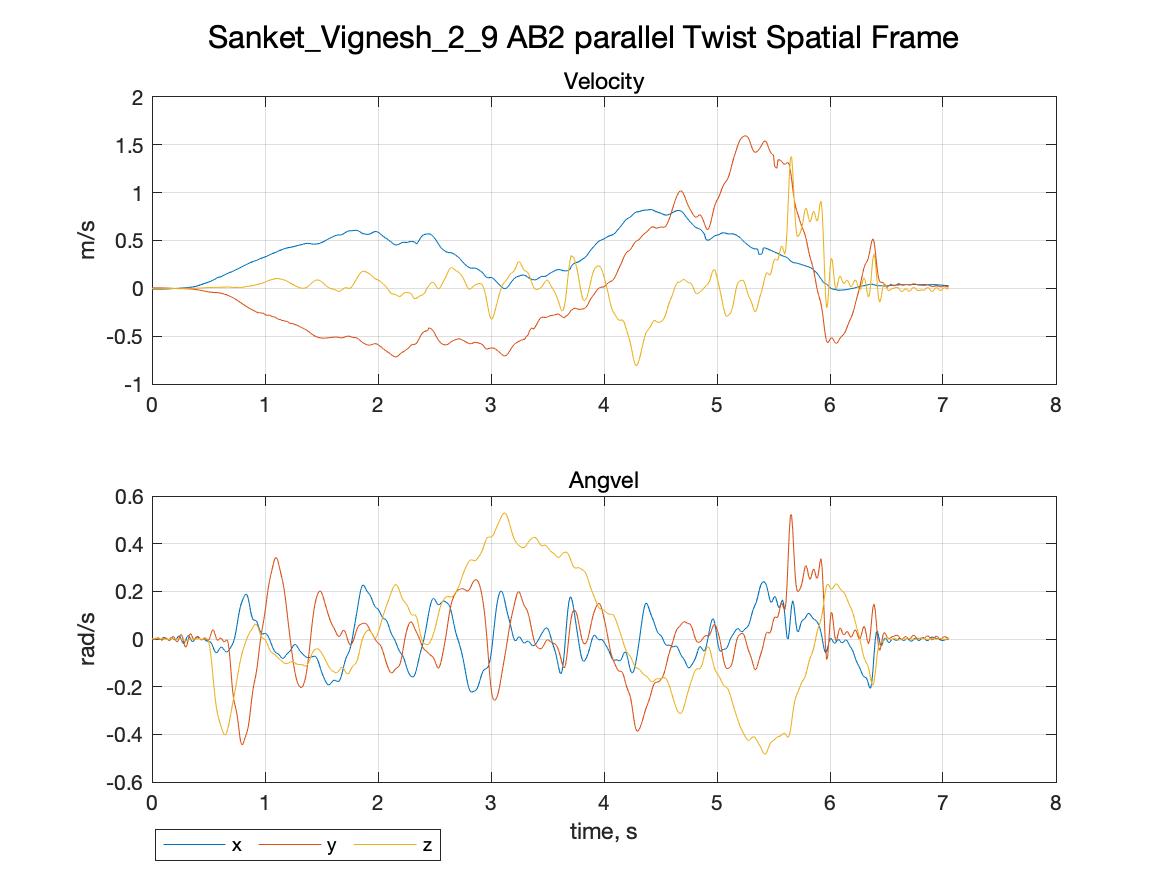 Sanket_Vignesh_2_9 AB2 parallel Twist Spatial Frame
Velocity
2
1.5
1
0.5
0
-0.5
-1
m/s
0 1 2 3 4 5 6 7 8
Angvel
0.6
0.4
0.2
0
-0.2
-0.4
-0.6
rad/s
0 1 2 3 4 5 6 7 8
time, s
x y z